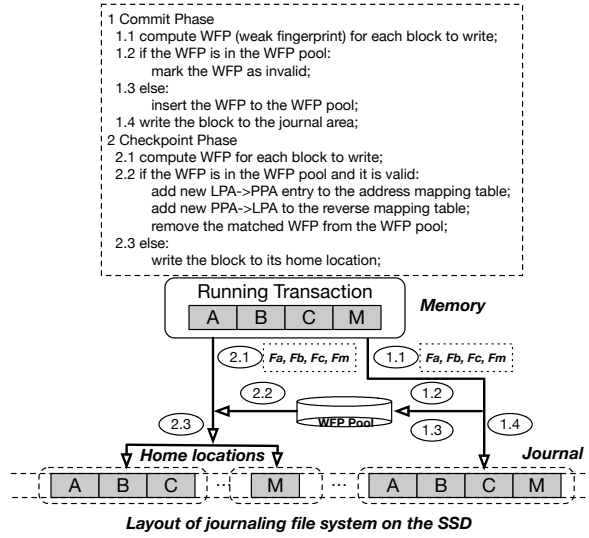 1 Commit Phase
1.1 compute WFP (weak fingerprint) for each block to write;
1.2 if the WFP is in the WFP pool:
mark the WFP as invalid;
1.3 else:
insert the WFP to the WFP pool;
1.4 write the block to the journal area;
2 Checkpoint Phase
2.1 compute WFP for each block to write;
2.2 if the WFP is in the WFP pool and it is valid:
add new LPA->PPA entry to the address mapping table;
add new PPA->LPA to the reverse mapping table;
remove the matched WFP from the WFP pool;
2.3 else:
write the block to its home location;
Running Transaction
Memory
A B C M
2.1 Fa, Fb, Fc, Fm 1.1 Fa, Fb, Fc, Fm
2.2 1.2
WFP Pool
2.3 1.3 1.4
Home locations Journal
A B C ... M ... A B C M
Layout of journaling file system on the SSD